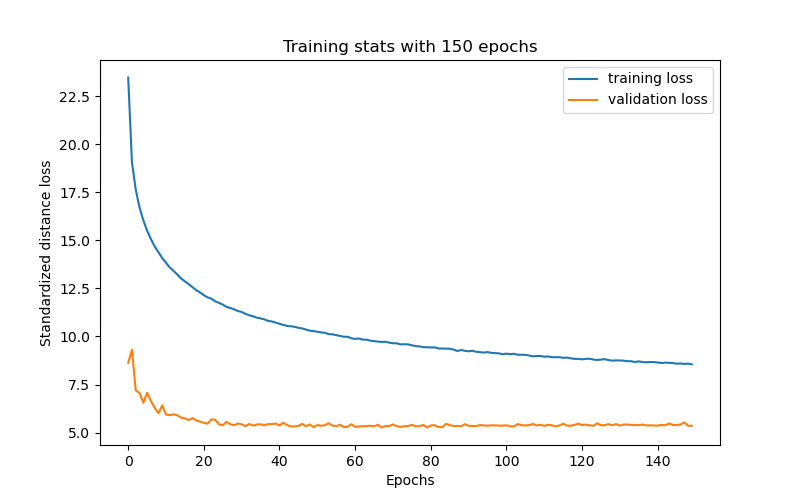 Training stats with 150 epochs
training loss
validation loss
22.5
20.0
17.5
15.0
12.5
10.0
7.5
5.0
Standardized distance loss
0 20 40 60 80 100 120 140
Epochs